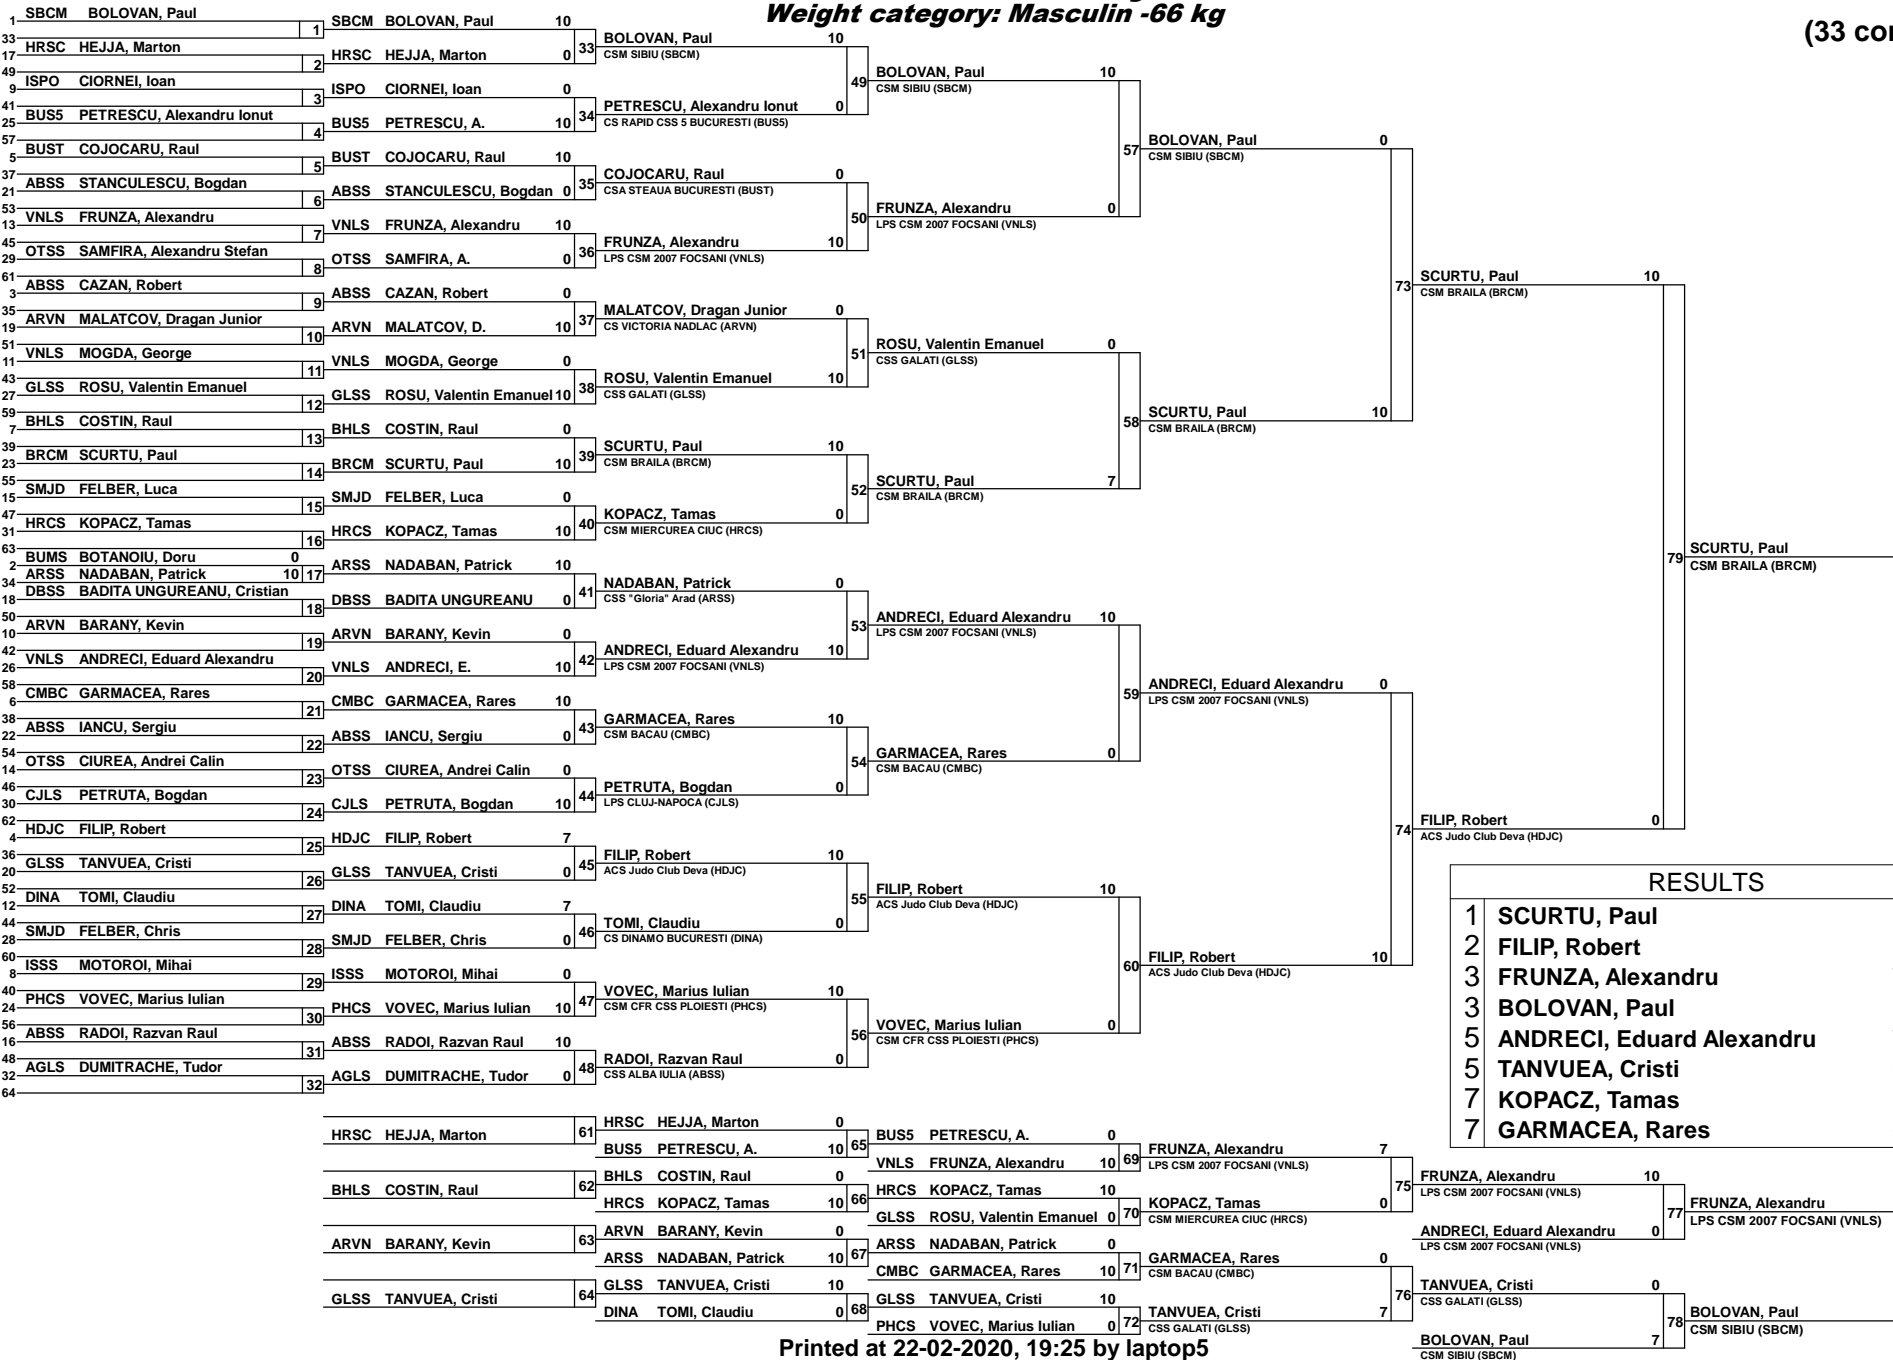 Weight category: Masculin -66 kg
(33 co
1 SBCM BOLOVAN, Paul
33
1
17 HRSC HEJJA, Marton
49
2
9 ISPO CIORNEI, Ioan
41
3
25 BUS5 PETRESCU, Alexandru Ionut
57
4
5 BUST COJOCARU, Raul
37
5
21 ABSS STANCULESCU, Bogdan
53
6
13 VNLS FRUNZA, Alexandru
45
7
29 OTSS SAMFIRA, Alexandru Stefan
61
8
3 ABSS CAZAN, Robert
35
9
19 ARVN MALATCOV, Dragan Junior
51
10
11 VNLS MOGDA, George
43
11
27 GLSS ROSU, Valentin Emanuel
59
12
7 BHLS COSTIN, Raul
39
13
23 BRCM SCURTU, Paul
55
14
15 SMJD FELBER, Luca
47
15
31 HRCS KOPACZ, Tamas
63
16
2 BUMS BOTANOIU, Doru 0
34 ARSS NADABAN, Patrick 10
17
18 DBSS BADITA UNGUREANU, Cristian
50
18
10 ARVN BARANY, Kevin
42
19
26 VNLS ANDRECI, Eduard Alexandru
58
20
6 CMBC GARMACEA, Rares
38
21
22 ABSS IANCU, Sergiu
54
22
14 OTSS CIUREA, Andrei Calin
46
23
30 CJLS PETRUTA, Bogdan
62
24
4 HDJC FILIP, Robert
36
25
20 GLSS TANVUEA, Cristi
52
26
12 DINA TOMI, Claudiu
44
27
28 SMJD FELBER, Chris
60
28
8 ISSS MOTOROI, Mihai
40
29
24 PHCS VOVEC, Marius Iulian
56
30
16 ABSS RADOI, Razvan Raul
48
31
32 AGLS DUMITRACHE, Tudor
64
32
SBCM BOLOVAN, Paul 10
33
HRSC HEJJA, Marton 0
ISPO CIORNEI, Ioan 0
34
BUS5 PETRESCU, A. 10
BUST COJOCARU, Raul 10
35
ABSS STANCULESCU, Bogdan 0
VNLS FRUNZA, Alexandru 10
36
OTSS SAMFIRA, A. 0
ABSS CAZAN, Robert 0
37
ARVN MALATCOV, D. 10
VNLS MOGDA, George 0
38
GLSS ROSU, Valentin Emanuel 10
BHLS COSTIN, Raul 0
39
BRCM SCURTU, Paul 10
SMJD FELBER, Luca 0
40
HRCS KOPACZ, Tamas 10
ARSS NADABAN, Patrick 10
41
DBSS BADITA UNGUREANU 0
ARVN BARANY, Kevin 0
42
VNLS ANDRECI, E. 10
CMBC GARMACEA, Rares 10
43
ABSS IANCU, Sergiu 0
OTSS CIUREA, Andrei Calin 0
44
CJLS PETRUTA, Bogdan 10
HDJC FILIP, Robert 7
45
GLSS TANVUEA, Cristi 0
DINA TOMI, Claudiu 7
46
SMJD FELBER, Chris 0
ISSS MOTOROI, Mihai 0
47
PHCS VOVEC, Marius Iulian 10
ABSS RADOI, Razvan Raul 10
48
AGLS DUMITRACHE, Tudor 0
BOLOVAN, Paul 10
CSM SIBIU (SBCM)
49
PETRESCU, Alexandru Ionut 0
CS RAPID CSS 5 BUCURESTI (BUS5)
COJOCARU, Raul 0
CSA STEAUA BUCURESTI (BUST)
50
FRUNZA, Alexandru 10
LPS CSM 2007 FOCSANI (VNLS)
MALATCOV, Dragan Junior 0
CS VICTORIA NADLAC (ARVN)
51
ROSU, Valentin Emanuel 10
CSS GALATI (GLSS)
SCURTU, Paul 10
CSM BRAILA (BRCM)
52
KOPACZ, Tamas 0
CSM MIERCUREA CIUC (HRCS)
NADABAN, Patrick 0
CSS "Gloria" Arad (ARSS)
53
ANDRECI, Eduard Alexandru 10
LPS CSM 2007 FOCSANI (VNLS)
GARMACEA, Rares 10
CSM BACAU (CMBC)
54
PETRUTA, Bogdan 0
LPS CLUJ-NAPOCA (CJLS)
FILIP, Robert 10
ACS Judo Club Deva (HDJC)
55
TOMI, Claudiu 0
CS DINAMO BUCURESTI (DINA)
VOVEC, Marius Iulian 10
CSM CFR CSS PLOIESTI (PHCS)
56
RADOI, Razvan Raul 0
CSS ALBA IULIA (ABSS)
BOLOVAN, Paul 10
CSM SIBIU (SBCM)
57
FRUNZA, Alexandru 0
LPS CSM 2007 FOCSANI (VNLS)
ROSU, Valentin Emanuel 0
CSS GALATI (GLSS)
58
SCURTU, Paul 7
CSM BRAILA (BRCM)
ANDRECI, Eduard Alexandru 10
LPS CSM 2007 FOCSANI (VNLS)
59
GARMACEA, Rares 0
CSM BACAU (CMBC)
FILIP, Robert 10
ACS Judo Club Deva (HDJC)
60
VOVEC, Marius Iulian 0
CSM CFR CSS PLOIESTI (PHCS)
BOLOVAN, Paul 0
CSM SIBIU (SBCM)
73
SCURTU, Paul 10
CSM BRAILA (BRCM)
ANDRECI, Eduard Alexandru 0
LPS CSM 2007 FOCSANI (VNLS)
74
FILIP, Robert 10
ACS Judo Club Deva (HDJC)
SCURTU, Paul 10
CSM BRAILA (BRCM)
79
FILIP, Robert 0
ACS Judo Club Deva (HDJC)
SCURTU, Paul
CSM BRAILA (BRCM)
RESULTS
1 SCURTU, Paul
2 FILIP, Robert
3 FRUNZA, Alexandru
3 BOLOVAN, Paul
5 ANDRECI, Eduard Alexandru
5 TANVUEA, Cristi
7 KOPACZ, Tamas
7 GARMACEA, Rares
HRSC HEJJA, Marton
61
BHLS COSTIN, Raul
62
ARVN BARANY, Kevin
63
GLSS TANVUEA, Cristi
64
HRSC HEJJA, Marton 0
65
BUS5 PETRESCU, A. 10
BHLS COSTIN, Raul 0
66
HRCS KOPACZ, Tamas 10
ARVN BARANY, Kevin 0
67
ARSS NADABAN, Patrick 10
GLSS TANVUEA, Cristi 10
68
DINA TOMI, Claudiu 0
BUS5 PETRESCU, A. 0
69
VNLS FRUNZA, Alexandru 10
HRCS KOPACZ, Tamas 10
70
GLSS ROSU, Valentin Emanuel 0
ARSS NADABAN, Patrick 0
71
CMBC GARMACEA, Rares 10
GLSS TANVUEA, Cristi 10
72
PHCS VOVEC, Marius Iulian 0
FRUNZA, Alexandru 7
LPS CSM 2007 FOCSANI (VNLS)
75
KOPACZ, Tamas 0
CSM MIERCUREA CIUC (HRCS)
GARMACEA, Rares 0
CSM BACAU (CMBC)
76
TANVUEA, Cristi 7
CSS GALATI (GLSS)
FRUNZA, Alexandru 10
LPS CSM 2007 FOCSANI (VNLS)
77
ANDRECI, Eduard Alexandru 0
LPS CSM 2007 FOCSANI (VNLS)
TANVUEA, Cristi 0
CSS GALATI (GLSS)
78
BOLOVAN, Paul 7
CSM SIBIU (SBCM)
FRUNZA, Alexandru
LPS CSM 2007 FOCSANI (VNLS)
BOLOVAN, Paul
CSM SIBIU (SBCM)
Printed at 22-02-2020, 19:25 by laptop5